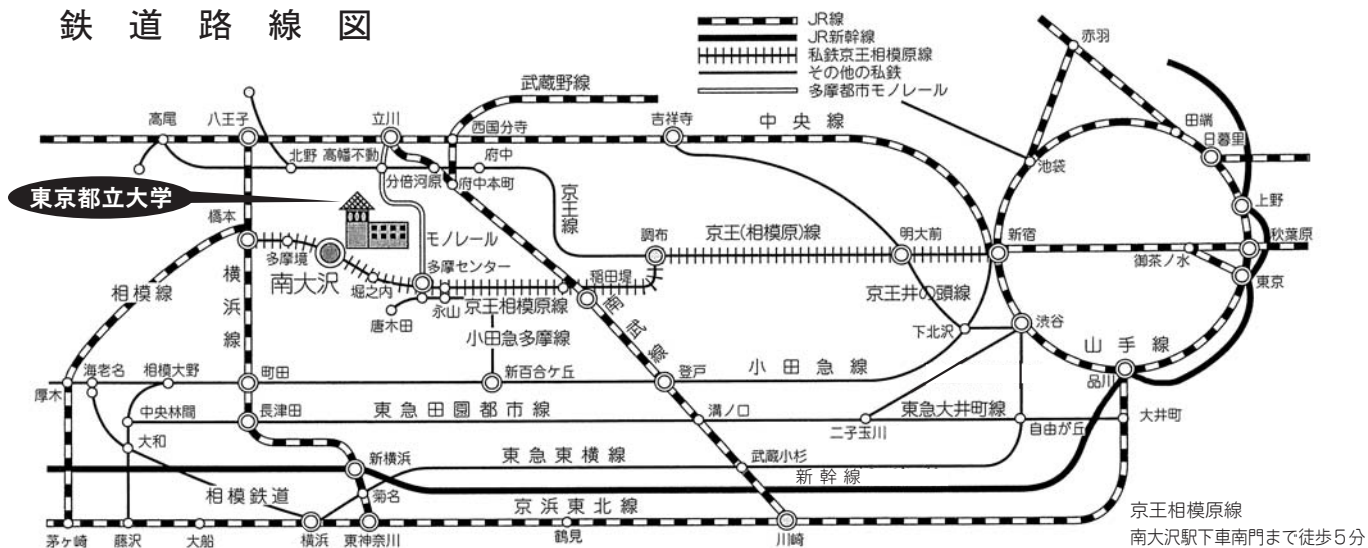 鉄道路線図
JR線
JR新幹線
私鉄京王相模原線
その他の私鉄
多摩都市モノレール
赤羽
武蔵野線
高尾
八王子
立川
西国分寺
吉祥寺
中央線
田端
日暮里
北野
高幡不動
府中
池袋
分倍河原
府中本町
東京都立大学
京王線
上野
橋本
モノレール
調布
京王(相模原)線
明大前
新宿
秋葉原
御茶ノ水
多摩境
南大沢
多摩センター
稲田堤
東京
相模線
横浜線
堀之内
唐木田
永山
京王相模原線
南武線
京王井の頭線
下北沢
渋谷
小田急多摩線
山手線
厚木
海老名
相模大野
町田
新百合ケ丘
登戸
小田急線
品川
中央林間
長津田
東急田園都市線
溝ノ口
二子玉川
東急大井町線
自由が丘
大井町
大和
新横浜
東急東横線
武蔵小杉
新幹線
相模鉄道
菊名
京浜東北線
茅ヶ崎
藤沢
大船
横浜
東神奈川
鶴見
川崎
京王相模原線
南大沢駅下車南門まで徒歩5分